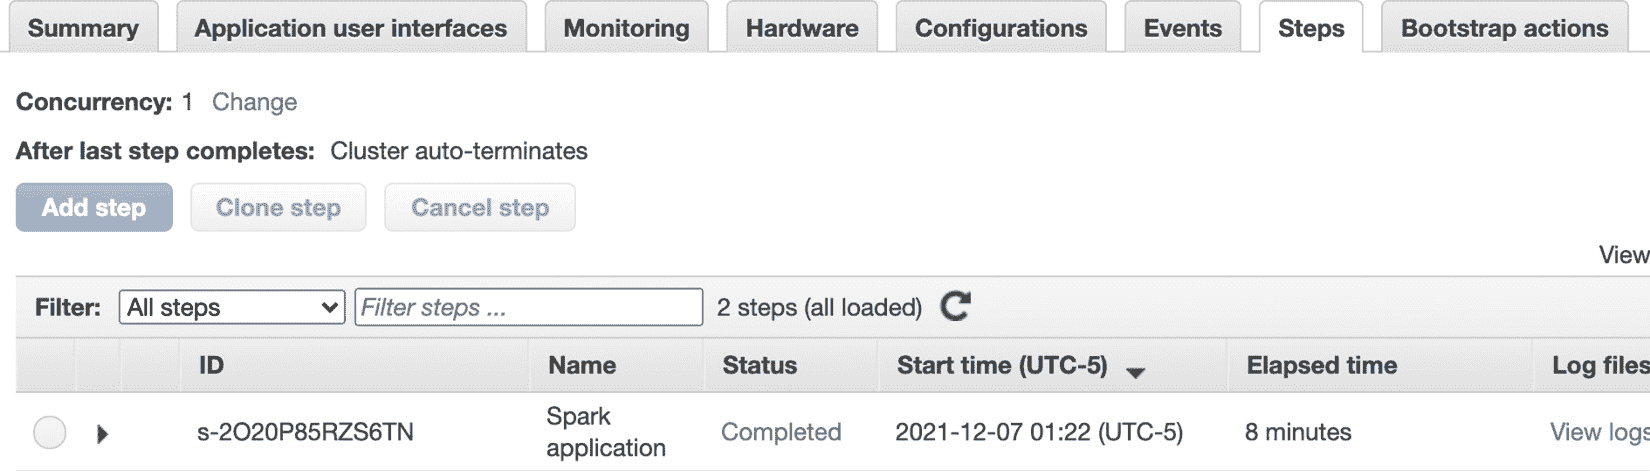 Summary Application user interfaces Monitoring Hardware Configurations Events Steps Bootstrap actions
Concurrency: 1 Change
After last step completes: Cluster auto-terminates
Add step Clone step Cancel step
View
Filter: All steps Filter steps ... 2 steps (all loaded)
ID Name Status Start time (UTC-5) Elapsed time Log files
s-2O20P85RZS6TN Spark application Completed 2021-12-07 01:22 (UTC-5) 8 minutes View logs